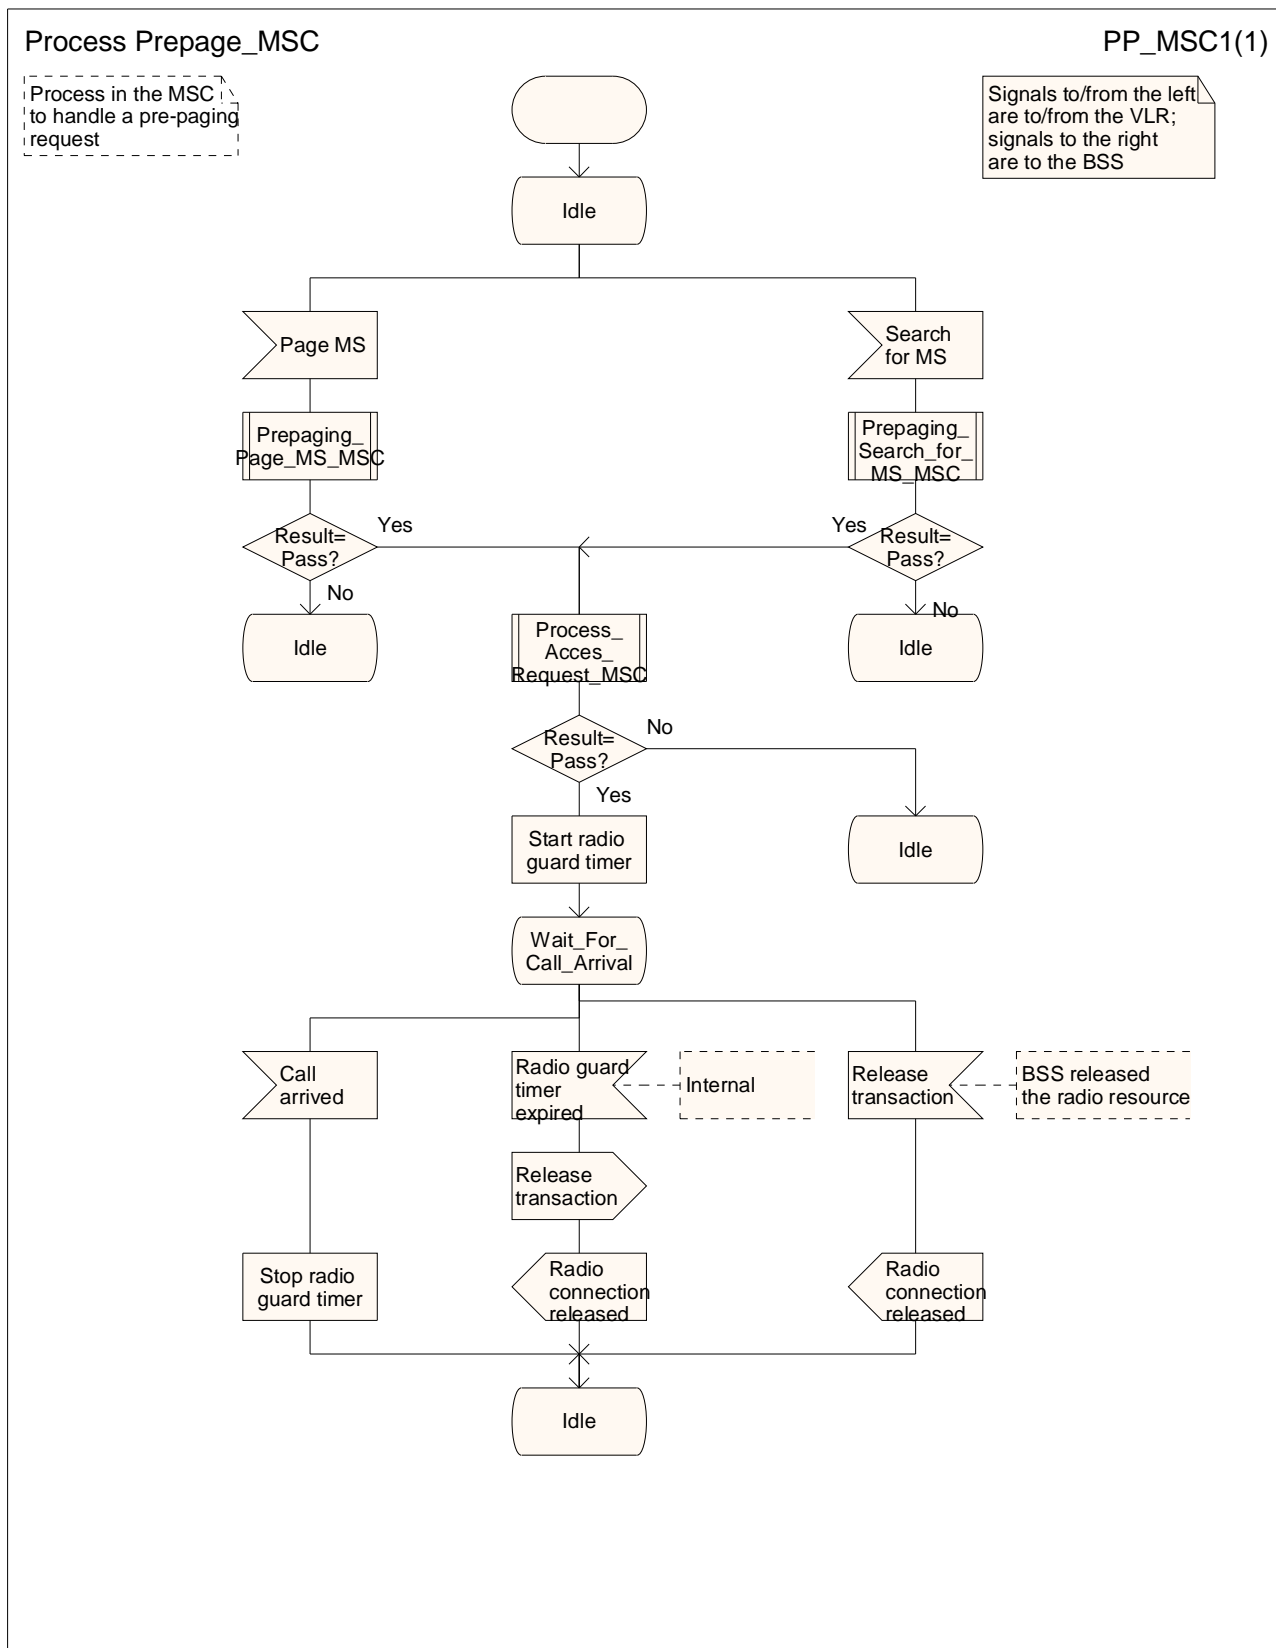 Process Prepage_MSC
PP_MSC1(1)
Process in the MSC
to handle a pre-paging
request
Signals to/from the left
are to/from the VLR;
signals to the right
are to the BSS
Idle
Page MS
Search
for MS
Prepaging_
Page_MS_MSC
Prepaging_
Search_for_
MS_MSC
Result=
Pass?
Yes
Yes
Result=
Pass?
No
No
Idle
Process_
Acces_
Request_MSC
Idle
Result=
Pass?
No
Yes
Start radio
guard timer
Idle
Wait_For_
Call_Arrival
Call
arrived
Radio guard
timer
expired
Internal
Release
transaction
BSS released
the radio resource
Release
transaction
Stop radio
guard timer
Radio
connection
released
Radio
connection
released
Idle